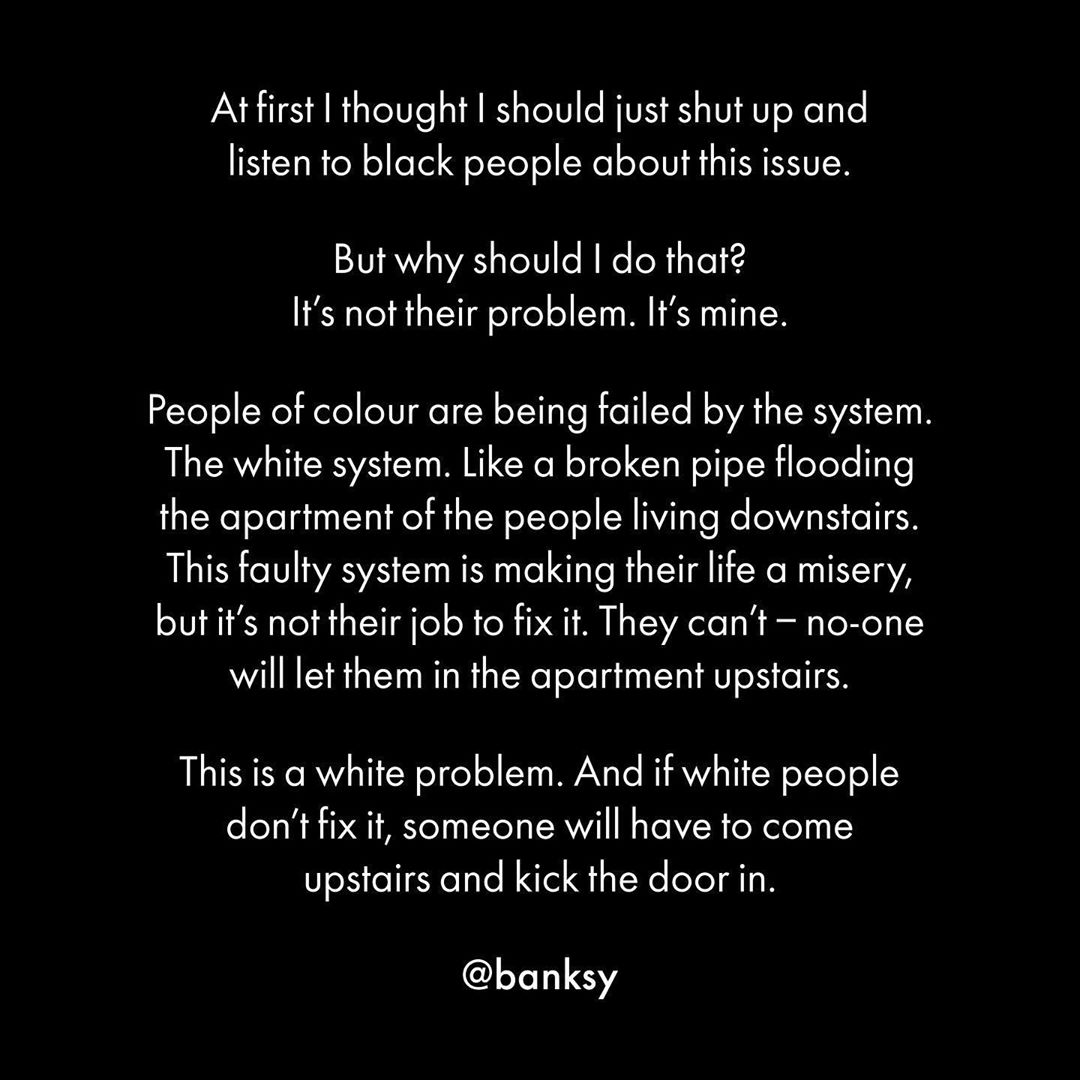 At first I thought I should just shut up and
listen to black people about this issue.
But why should I do that?
It’s not their problem. It’s mine.
People of colour are being failed by the system.
The white system. Like a broken pipe flooding
the apartment of the people living downstairs.
This faulty system is making their life a misery,
but it’s not their job to fix it. They can’t – no-one
will let them in the apartment upstairs.
This is a white problem. And if white people
don’t fix it, someone will have to come
upstairs and kick the door in.
@banksy